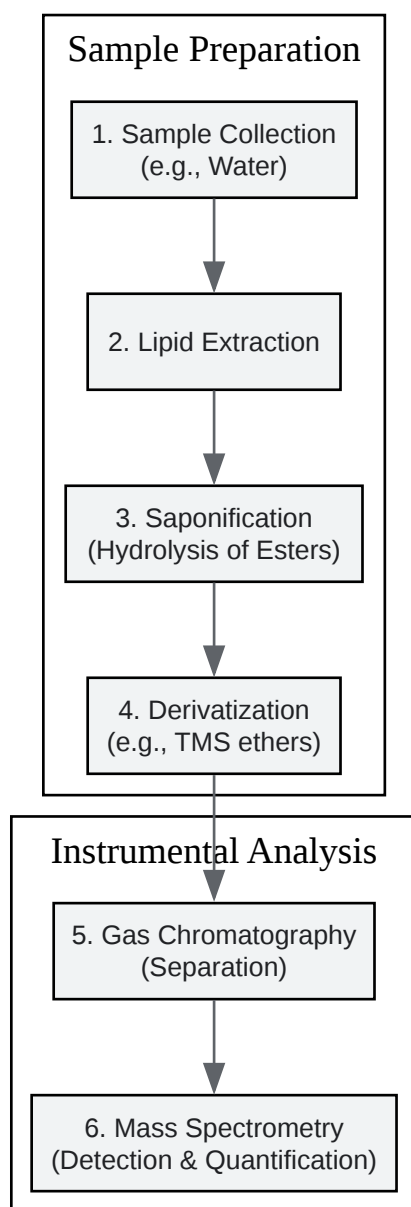 Sample Preparation
1. Sample Collection
(e.g., Water)
2. Lipid Extraction
3. Saponification
(Hydrolysis of Esters)
4. Derivatization
(e.g., TMS ethers)
Instrumental Analysis
5. Gas Chromatography
(Separation)
6. Mass Spectrometry
(Detection & Quantification)